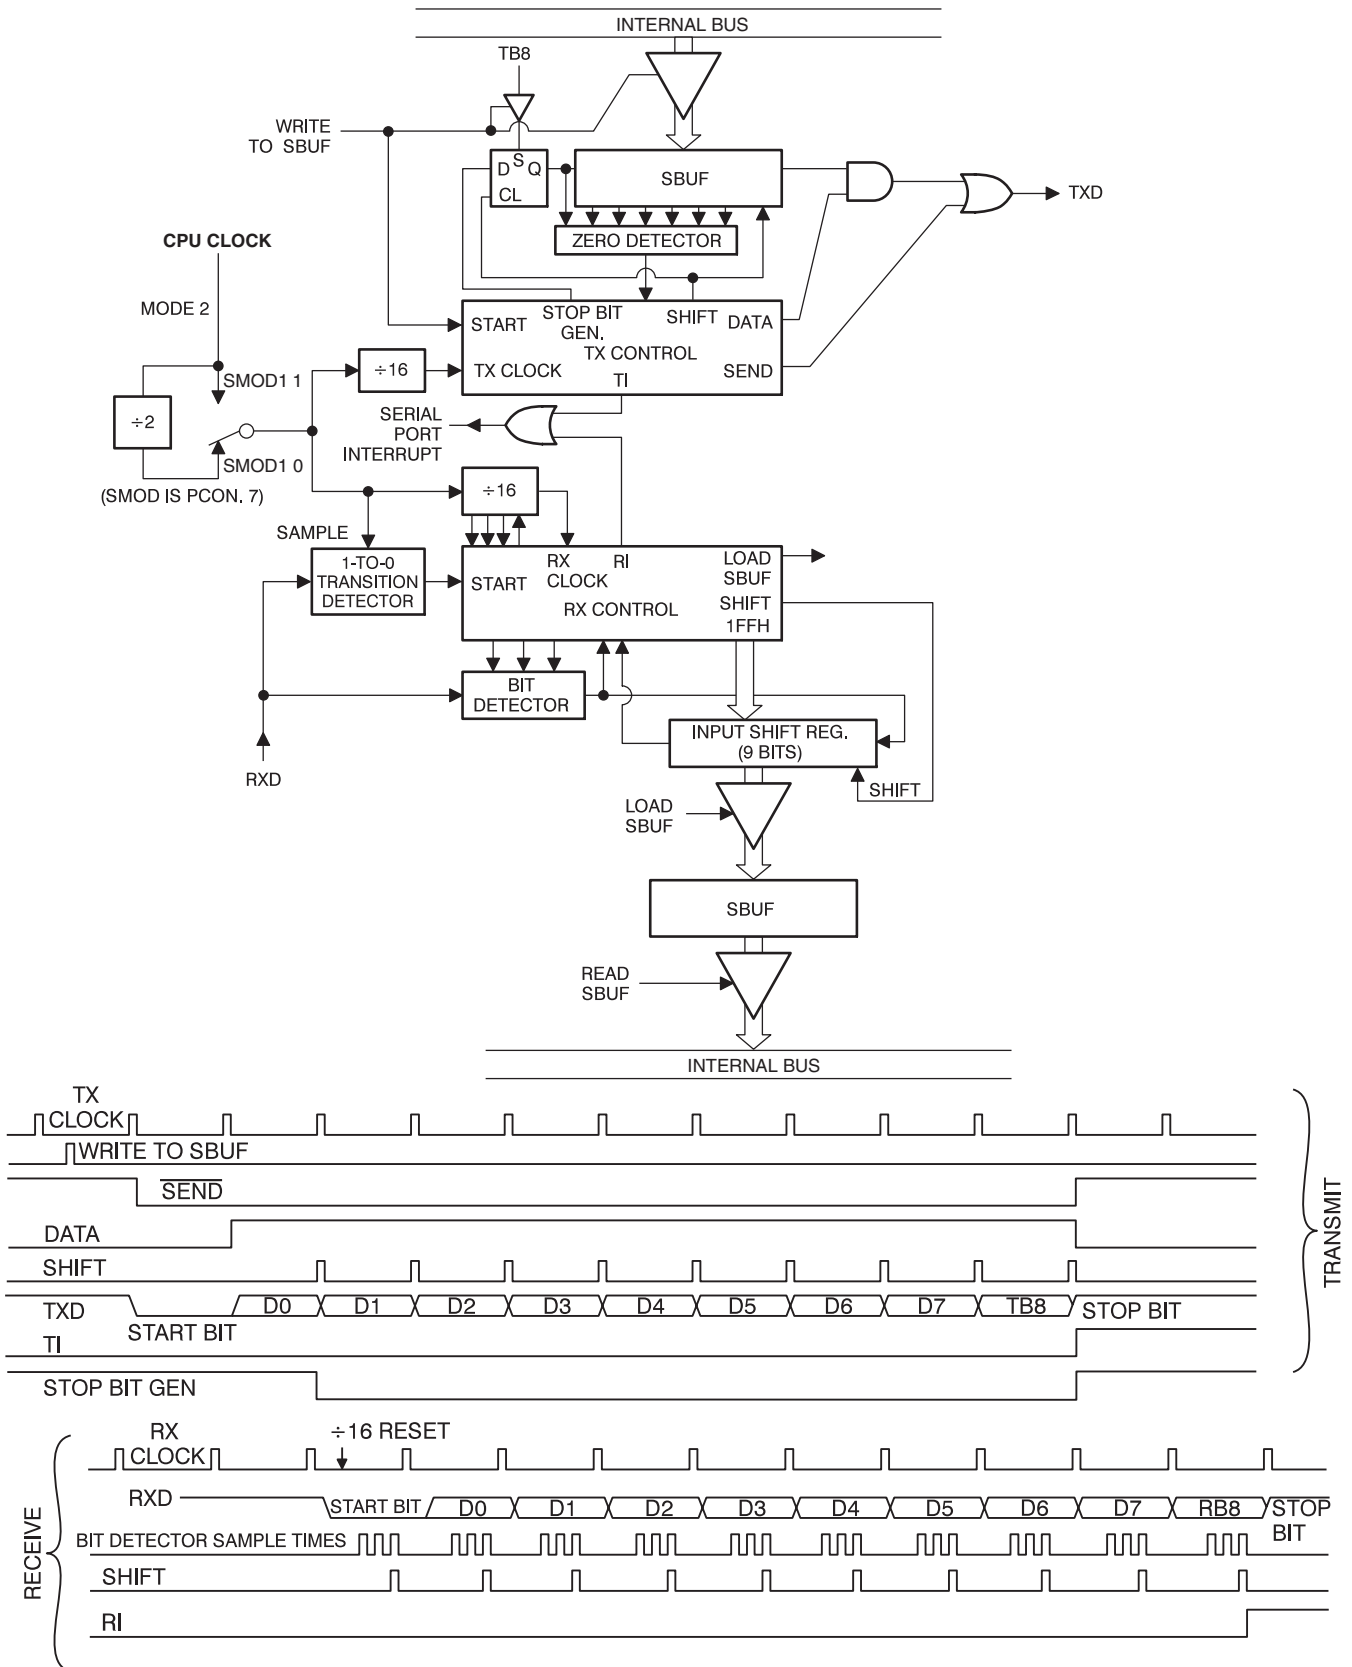 INTERNAL BUS
TB8
WRITE
TO SBUF
D S Q
CL
SBUF
TXD
ZERO DETECTOR
CPU CLOCK
MODE 2
STOP BIT
GEN.
SHIFT
DATA
START
TX CONTROL
TX CLOCK
TI
SEND
÷16
SMOD1 1
÷2
SMOD1 0
(SMOD IS PCON. 7)
SERIAL
PORT
INTERRUPT
÷16
SAMPLE
1-TO-0
TRANSITION
DETECTOR
START
RX
CLOCK
RI
RX CONTROL
LOAD
SBUF
SHIFT
1FFH
BIT
DETECTOR
INPUT SHIFT REG.
(9 BITS)
RXD
SHIFT
LOAD
SBUF
SBUF
READ
SBUF
INTERNAL BUS
TX
CLOCK
WRITE TO SBUF
SEND
DATA
SHIFT
TXD
START BIT
D0 D1 D2 D3 D4 D5 D6 D7 TB8
STOP BIT
TI
STOP BIT GEN
TRANSMIT
RX
CLOCK
÷16 RESET
RXD
START BIT D0 D1 D2 D3 D4 D5 D6 D7 RB8 STOP
BIT
BIT DETECTOR SAMPLE TIMES
SHIFT
RI
RECEIVE